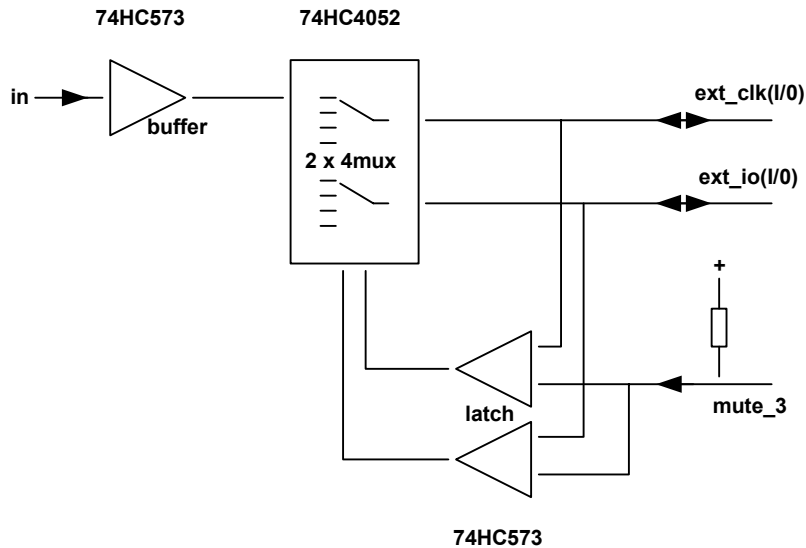 74HC573
74HC4052
in
buffer
2 x 4mux
ext_clk(I/0)
ext_io(I/0)
+
mute_3
latch
74HC573